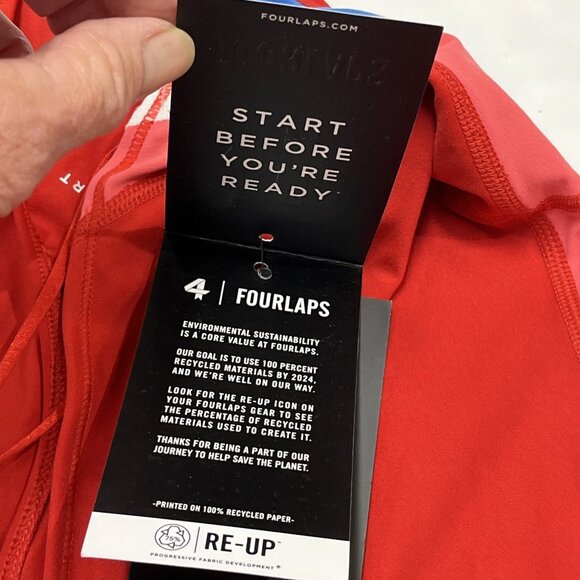 FOURLAPS.COM
START
BEFORE
YOU'RE
READY™
4 | FOURLAPS
ENVIRONMENTAL SUSTAINABILITY
IS A CORE VALUE AT FOURLAPS.
OUR GOAL IS TO USE 100 PERCENT
RECYCLED MATERIALS BY 2024,
AND WE'RE WELL ON OUR WAY.
LOOK FOR THE RE-UP ICON ON
YOUR FOURLAPS GEAR TO SEE
THE PERCENTAGE OF RECYCLED
MATERIALS USED TO CREATE IT.
THANKS FOR BEING A PART OF OUR
JOURNEY TO HELP SAVE THE PLANET.
-PRINTED ON 100% RECYCLED PAPER-
75% | RE-UP™
PROGRESSIVE FABRIC DEVELOPMENT®